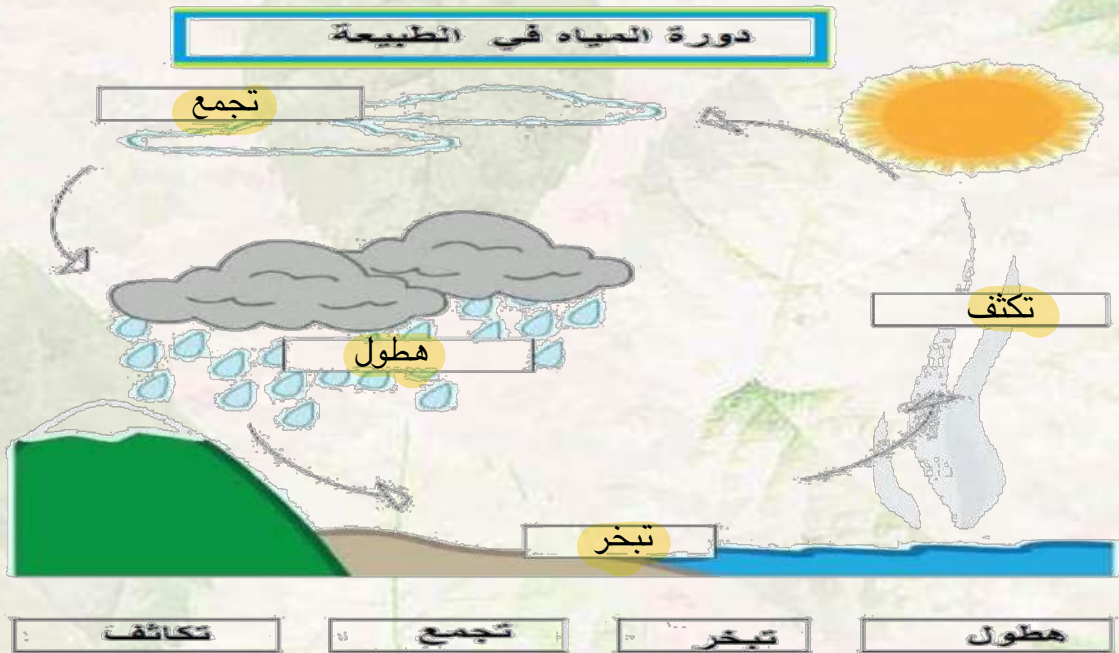 دورة المياه في الطبيعة
تجمع
تكثف
هطول
تبخر
هطول تبخر تجمع تكاثف